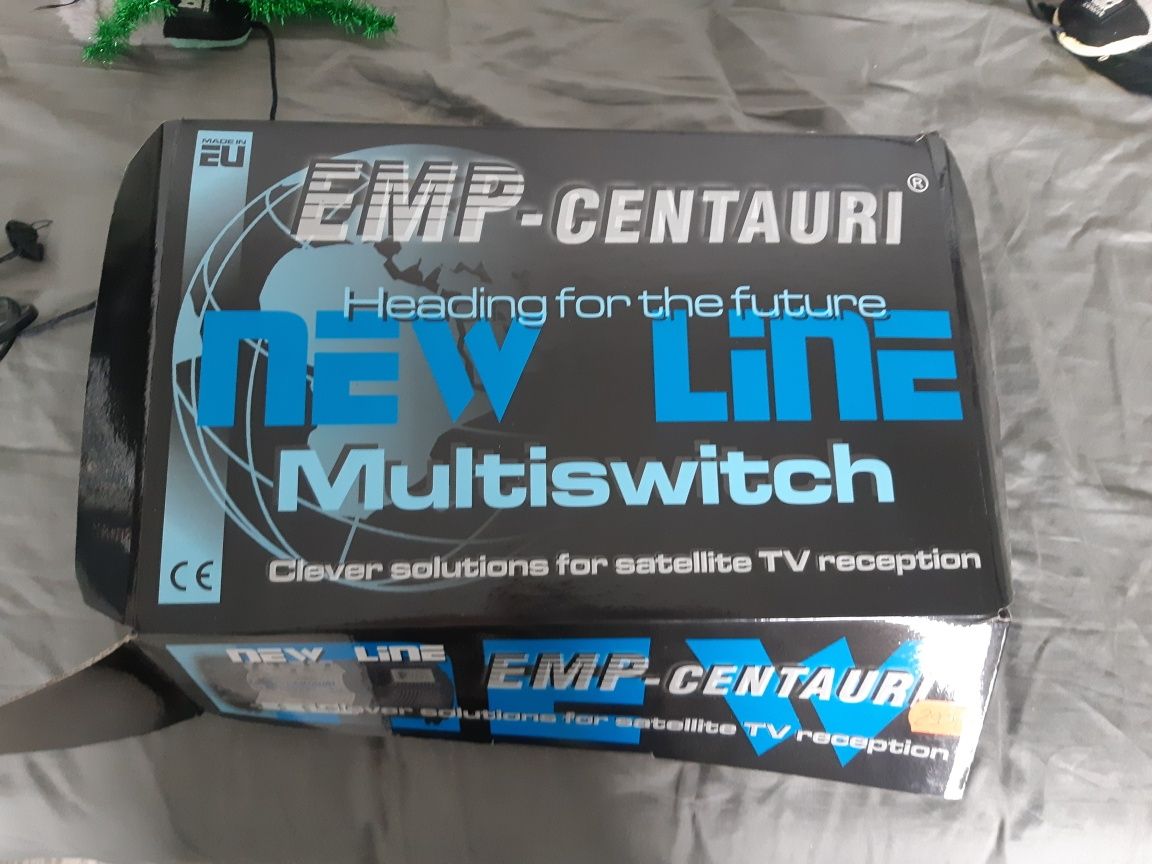 MADE IN
EU
EMP-CENTAURI®
Heading for the future
NEW LiNE
Multiswitch
Clever solutions for satellite TV reception
CE
NEW LiNE
EMP-CENTAURI
Clever solutions for satellite TV reception